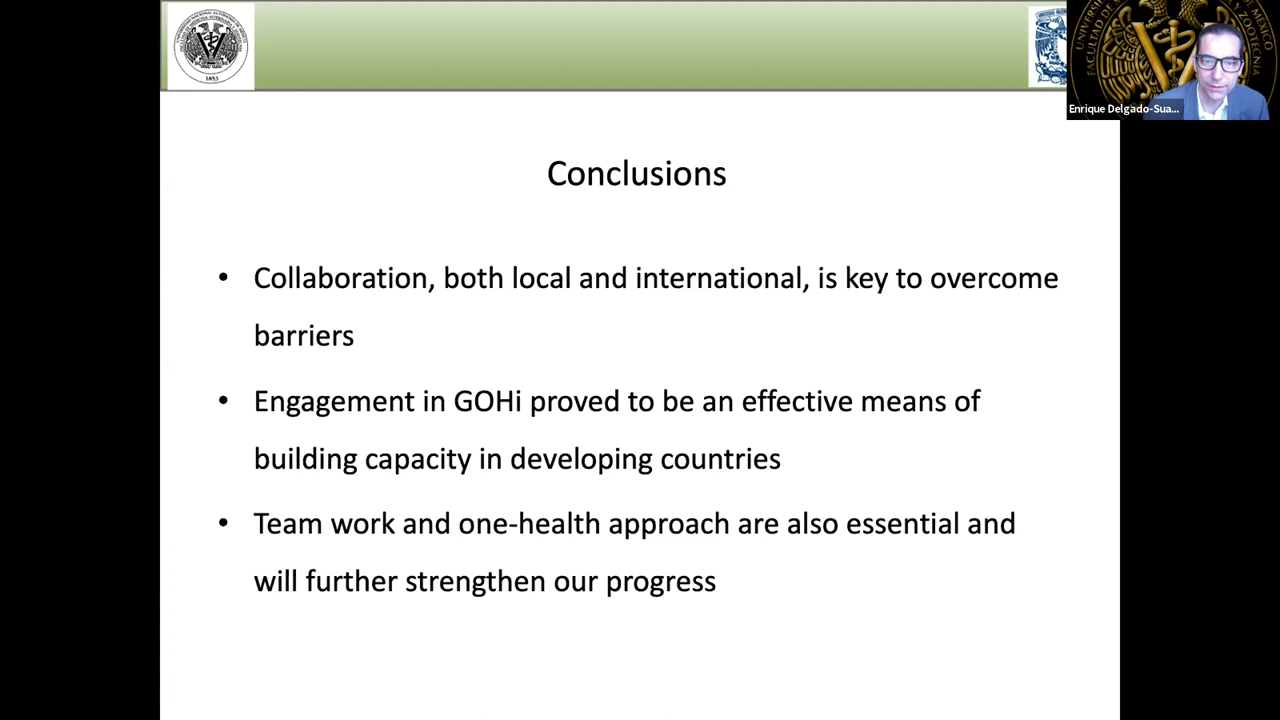 1853
Enrique Delgado-Sua...
Conclusions
• Collaboration, both local and international, is key to overcome
barriers
• Engagement in GOHi proved to be an effective means of
building capacity in developing countries
• Team work and one-health approach are also essential and
will further strengthen our progress